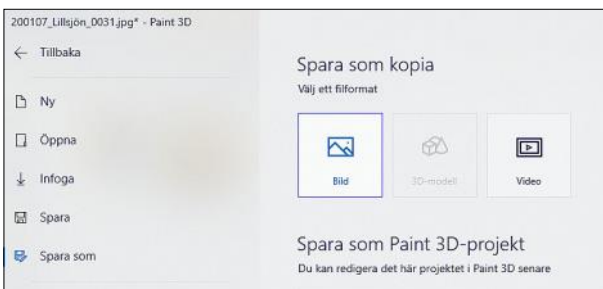 200107_Lillsjön_0031.jpg* - Paint 3D
Tillbaka
Ny
Öppna
Infoga
Spara
Spara som
Spara som kopia
Välj ett filformat
Bild
3D-modell
Video
Spara som Paint 3D-projekt
Du kan redigera det här projektet i Paint 3D senare